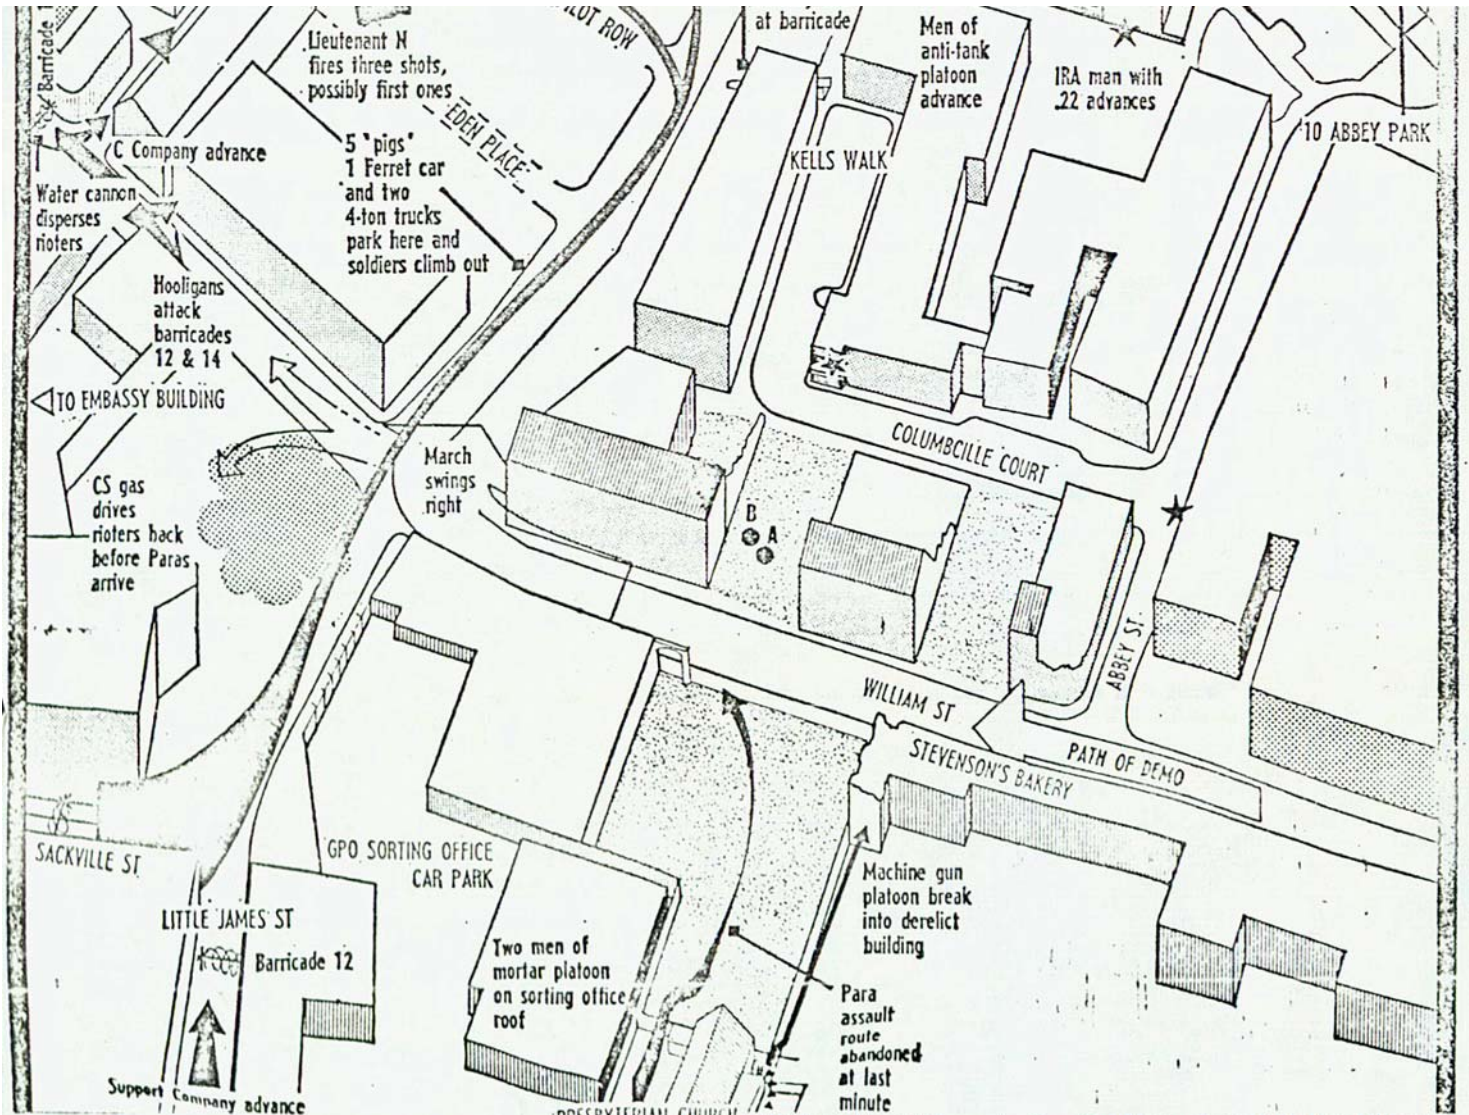 Barricade
Lieutenant N
fires three shots,
possibly first ones
PILOT ROW
at barricade
Men of
anti-tank
platoon
advance
IRA man with
.22 advances
10 ABBEY PARK
EDEN PLACE
C Company advance
5 'pigs'
1 Ferret car
and two
4-ton trucks
park here and
soldiers climb out
KELLS WALK
Water cannon
disperses
rioters
Hooligans
attack
barricades
12 & 14
TO EMBASSY BUILDING
March
swings
right
COLUMBCILLE COURT
CS gas
drives
rioters back
before Paras
arrive
B
A
ABBEY ST.
WILLIAM ST
PATH OF DEMO
STEVENSON'S BAKERY
SACKVILLE ST
GPO SORTING OFFICE
CAR PARK
Machine gun
platoon break
into derelict
building
LITTLE JAMES ST
Barricade 12
Two men of
mortar platoon
on sorting office
roof
Para
assault
route
abandoned
at last
minute
Support Company advance
PRESBYTERIAN CHURCH